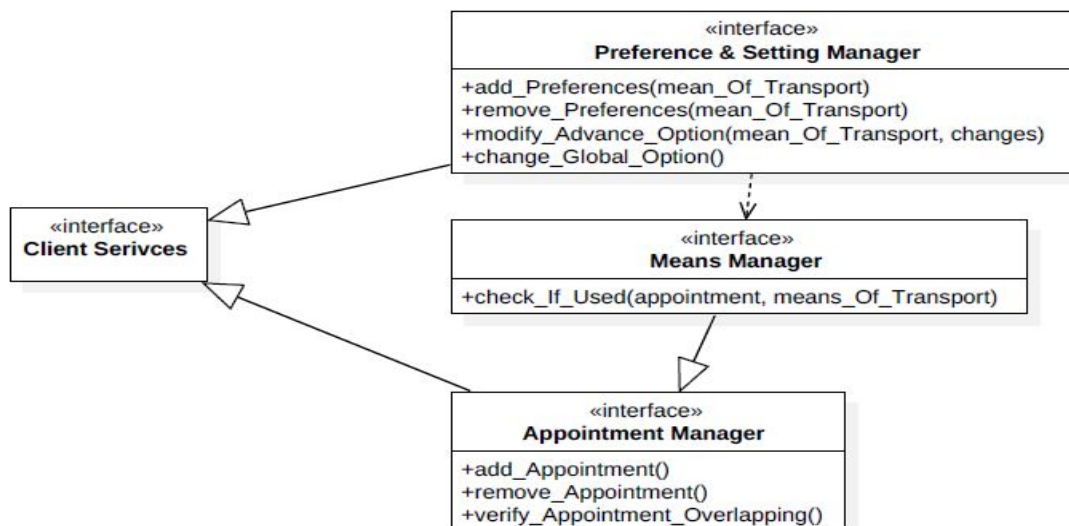 «interface»
Preference & Setting Manager
+add_Preferences(mean_Of_Transport)
+remove_Preferences(mean_Of_Transport)
+modify_Advance_Option(mean_Of_Transport, changes)
+change_Global_Option()
«interface»
Client Serivces
«interface»
Means Manager
+check_If_Used(appointment, means_Of_Transport)
«interface»
Appointment Manager
+add_Appointment()
+remove_Appointment()
+verify_Appointment_Overlapping()